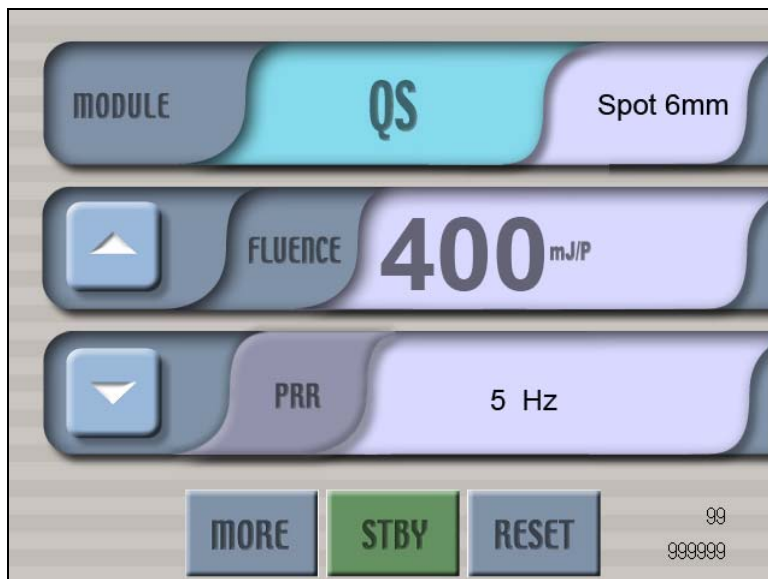 MODULE QS Spot 6mm
FLUENCE 400 mJ/P
PRR 5 Hz
MORE STBY RESET 99
999999